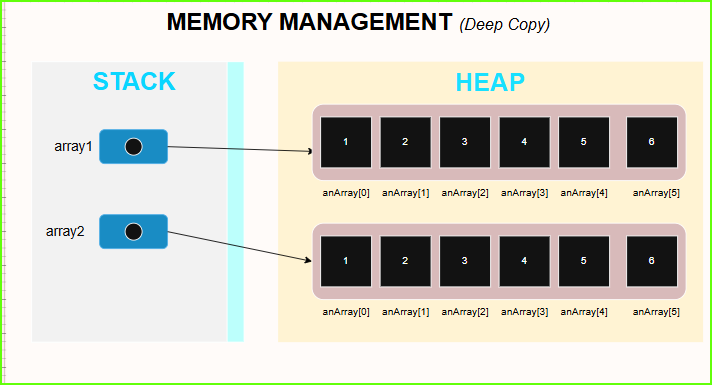 MEMORY MANAGEMENT (Deep Copy)
STACK
HEAP
array1
1 2 3 4 5 6
anArray[0] anArray[1] anArray[2] anArray[3] anArray[4] anArray[5]
array2
1 2 3 4 5 6
anArray[0] anArray[1] anArray[2] anArray[3] anArray[4] anArray[5]